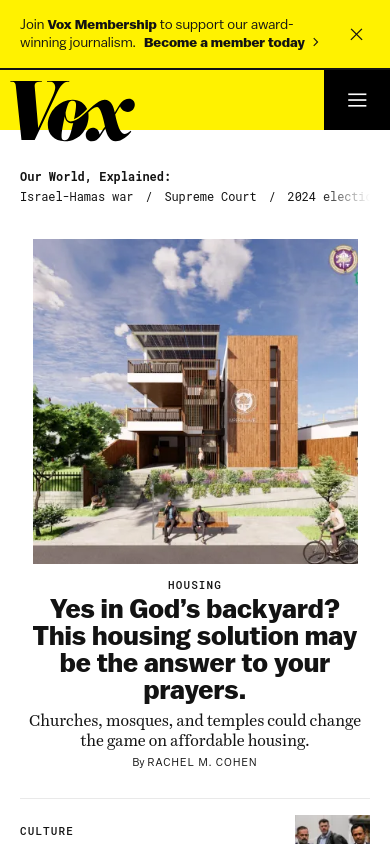 Join Vox Membership to support our award-
winning journalism. Become a member today
Vox
Our World, Explained:
Israel-Hamas war / Supreme Court / 2024 electi
HOUSING
Yes in God’s backyard?
This housing solution may
be the answer to your
prayers.
Churches, mosques, and temples could change
the game on affordable housing.
By RACHEL M. COHEN
CULTURE